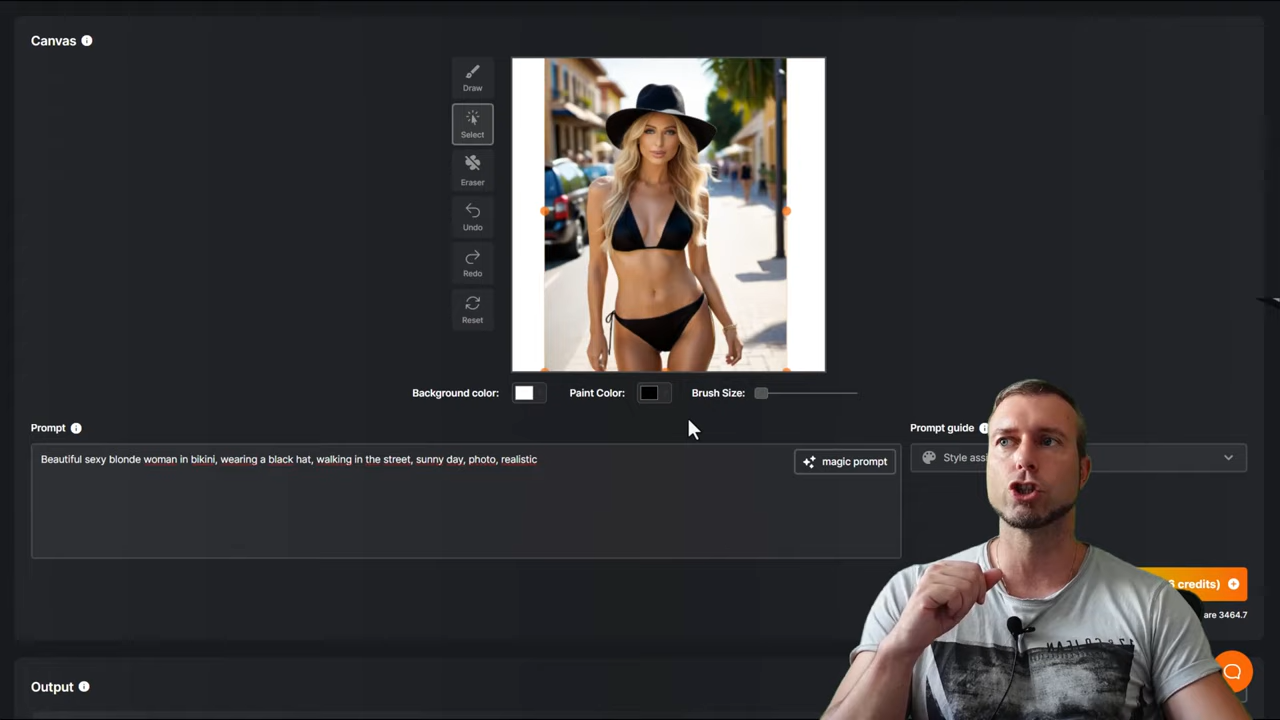 Canvas
Draw
Select
Eraser
Undo
Redo
Reset
Background color:
Paint Color:
Brush Size:
Prompt
Prompt guide
Beautiful sexy blonde woman in bikini, wearing a black hat, walking in the street, sunny day, photo, realistic
magic prompt
Style
credits)
are 3464.7
Output